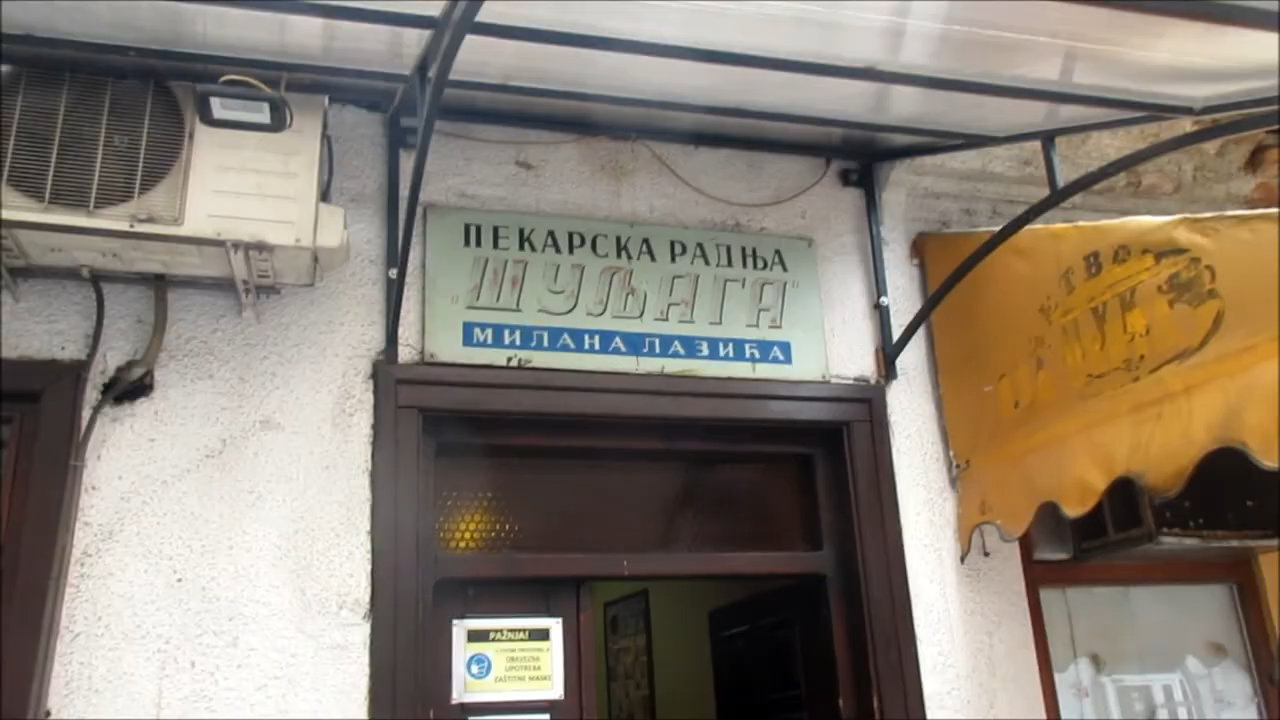 ПЕКАРСКА РАДЊА
"ШУЉАГА"
МИЛАНА ЛАЗИЋА
PAŽNJA!
OBAVEZNA
UPOTREBA
ZAŠTITNE MASKE